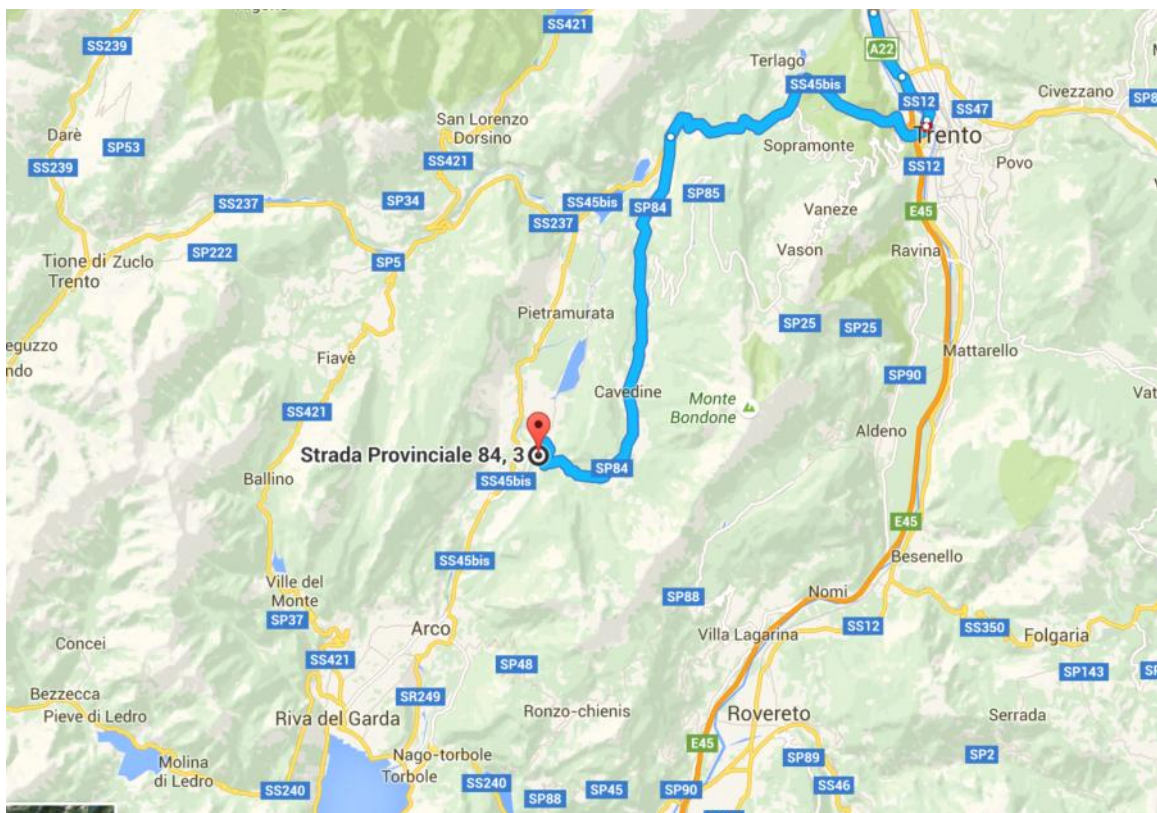 SS421
SS239
A22
Terlago
SS45bis
Civezzano
SS12
SS47
San Lorenzo
Dorsino
Trento
Darè
SP53
Sopramonte
SS421
SS12
Povo
SS239
SP34
SS45bis
SP84
SP85
SS237
SS237
Vaneze
E45
SP222
SP5
Vason
Ravina
Tione di
Trento
Zuclo
Pietramurata
SP25
SP25
Mattarello
Fiavè
SP90
Cavedine
Monte
Bondone
SS421
Aldeno
Strada Provinciale 84, 3
SP84
Ballino
SS45bis
E45
Besenello
SS45bis
Ville del
Monte
SP88
Nomi
SP37
Arco
Villa Lagarina
SS12
SS350
Folgaria
Concei
SS421
SP48
SP143
Bezzecca
SR249
Pieve di Ledro
Riva del Garda
Ronzo-chienis
Rovereto
Serrada
E45
Nago-torbole
Torbole
SP89
SP2
Molina
di Ledro
SS240
SS240
SP88
SP45
SP90
SS46